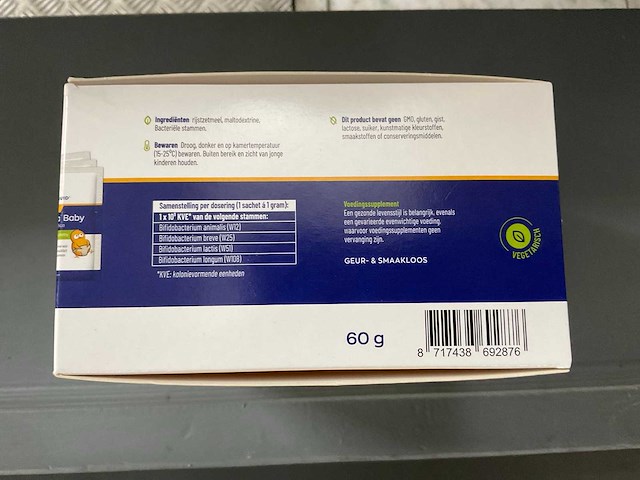 Ingrediënten rijstzetmeel, maltodextrine,
Bacteriële stammen.
Bewaren Droog, donker en op kamertemperatuur
(15-25°C) bewaren. Buiten bereik en zicht van jonge
kinderen houden.
Dit product bevat geen GMO, gluten, gist,
lactose, suiker, kunstmatige kleurstoffen,
smaakstoffen of conserveringsmiddelen.
Baby
Samenstelling per dosering (1 sachet à 1 gram):
1 x 10⁹ KVE* van de volgende stammen:
Bifidobacterium animalis (W12)
Bifidobacterium breve (W25)
Bifidobacterium lactis (W51)
Bifidobacterium longum (W108)
*KVE: kolonievormende eenheden
Voedingssupplement
Een gezonde levensstijl is belangrijk, evenals
een gevarieerde evenwichtige voeding,
waarvoor voedingssupplementen geen
vervanging zijn.
GEUR- & SMAAKLOOS
VEGETARISCH
60 g
8 717438 692876